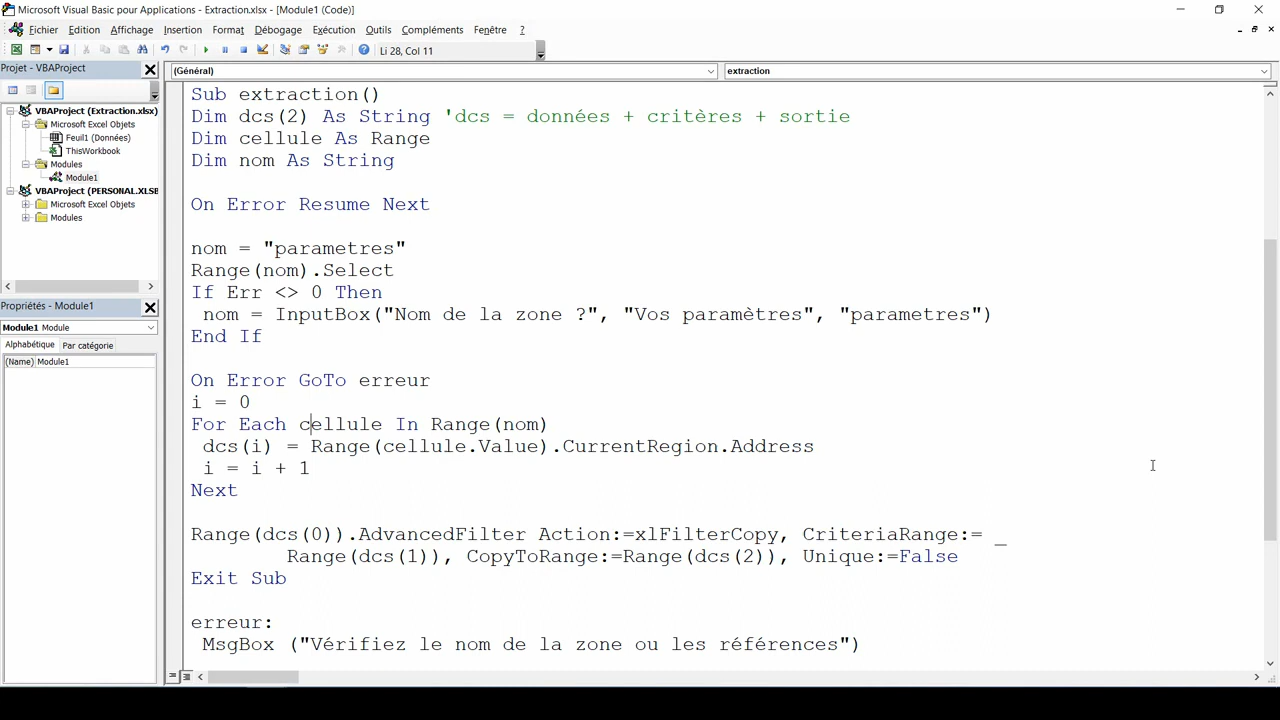 Microsoft Visual Basic pour Applications - Extraction.xlsx - [Module1 (Code)]
Fichier Edition Affichage Insertion Format Débogage Exécution Outils Compléments Fenêtre ?
Li 28, Col 11
Projet - VBAProject
(Général)
extraction
VBAProject (Extraction.xlsx)
Microsoft Excel Objets
Feuil1 (Données)
ThisWorkbook
Modules
Module1
VBAProject (PERSONAL.XLSB
Microsoft Excel Objets
Modules
Propriétés - Module1
Module1 Module
Alphabétique Par catégorie
(Name) Module1
Sub extraction()
Dim dcs(2) As String 'dcs = données + critères + sortie
Dim cellule As Range
Dim nom As String
On Error Resume Next
nom = "parametres"
Range(nom).Select
If Err <> 0 Then
nom = InputBox("Nom de la zone ?", "Vos paramètres", "parametres")
End If
On Error GoTo erreur
i = 0
For Each cellule In Range(nom)
dcs(i) = Range(cellule.Value).CurrentRegion.Address
i = i + 1
Next
Range(dcs(0)).AdvancedFilter Action:=xlFilterCopy, CriteriaRange:= _
Range(dcs(1)), CopyToRange:=Range(dcs(2)), Unique:=False
Exit Sub
erreur:
MsgBox ("Vérifiez le nom de la zone ou les références")